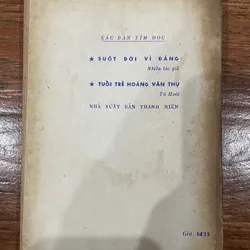 CÁC BẠN TÌM ĐỌC
★ SUỐT ĐỜI VÌ ĐẢNG
Nhiều tác giả
★ TUỔI TRẺ HOÀNG VĂN THỤ
Tô Hoài
NHÀ XUẤT BẢN THANH NIÊN
Giá: